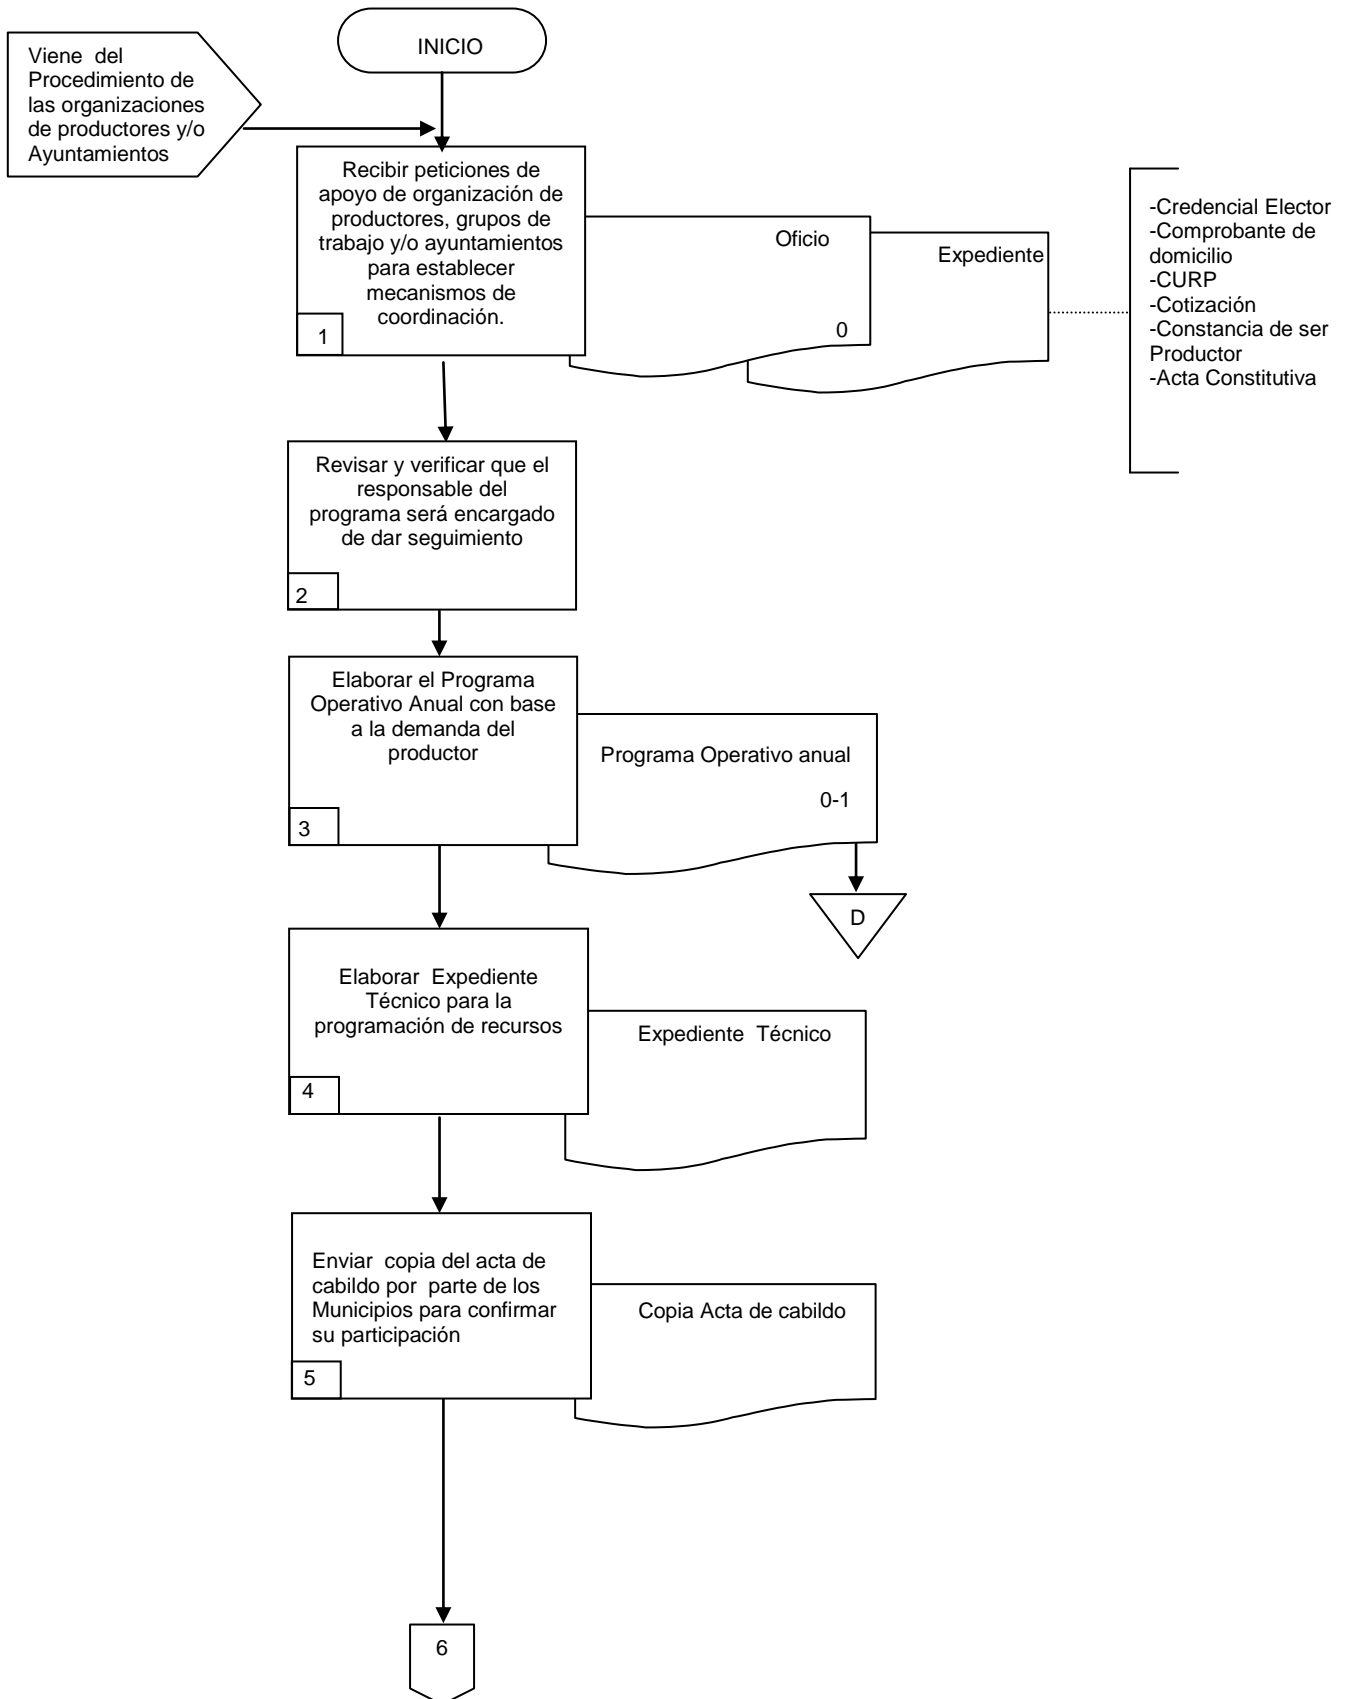 INICIO
Viene del
Procedimiento de
las organizaciones
de productores y/o
Ayuntamientos
Recibir peticiones de
apoyo de organización de
productores, grupos de
trabajo y/o ayuntamientos
para establecer
mecanismos de
coordinación.
1
Oficio
0
Expediente
-Credencial Elector
-Comprobante de
domicilio
-CURP
-Cotización
-Constancia de ser
Productor
-Acta Constitutiva
Revisar y verificar que el
responsable del
programa será encargado
de dar seguimiento
2
Elaborar el Programa
Operativo Anual con base
a la demanda del
productor
3
Programa Operativo anual
0-1
D
Elaborar Expediente
Técnico para la
programación de recursos
4
Expediente Técnico
Enviar copia del acta de
cabildo por parte de los
Municipios para confirmar
su participación
5
Copia Acta de cabildo
6